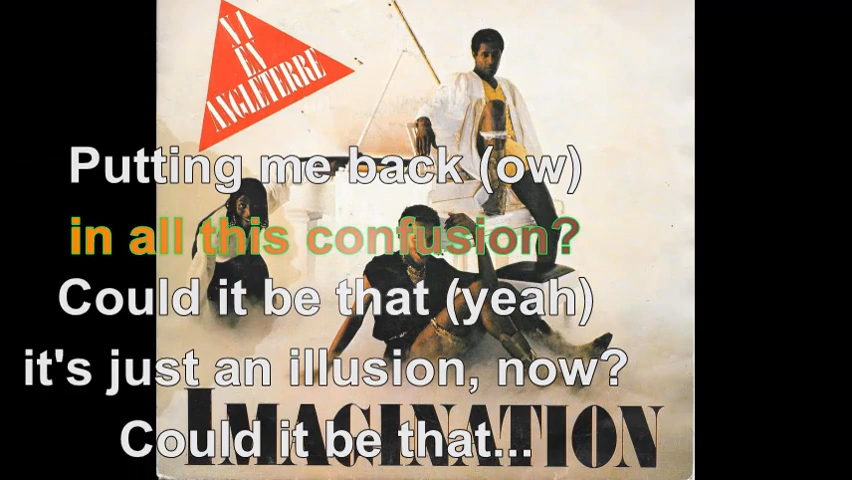 N1
EN
ANGLETERRE
Putting me back (ow)
in all this confusion?
Could it be that (yeah)
it's just an illusion, now?
IMAGINATION
Could it be that...